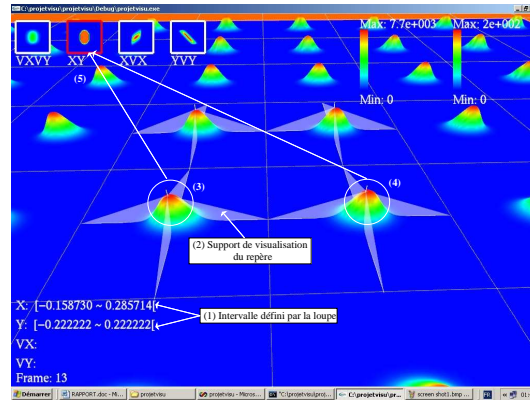 C:\projetvisu\Debug\projetvisu.exe
Max: 7.7e+003 Max: 2e+002
VXVY XY XVX YVY
(5)
Min: 0 Min: 0
(3) (4)
(2) Support de visualisation
du repère
X: [-0.158730 ~ 0.285714[
(1) Intervalle défini par la loupe
Y: [-0.222222 ~ 0.222222[
VX:
VY:
Frame: 13
Démarrer RAPPORT.doc - Mi... projetvisu projetvisu - Micros... "C:\projetvisu\proj... C:\projetvisu\pr... screen shot1.bmp ... FR